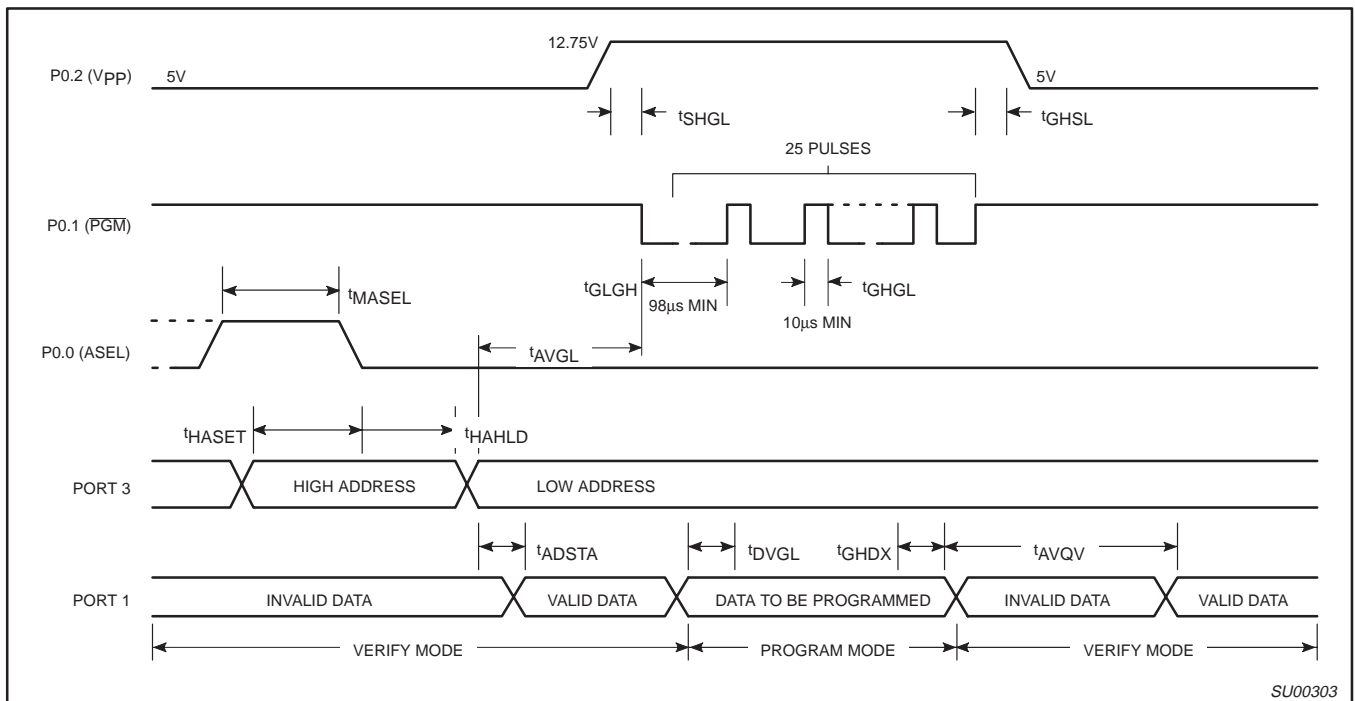 12.75V
P0.2 (VPP)
5V
5V
tSHGL
tGHSL
25 PULSES
P0.1 (PGM)
tMASEL
tGLGH
98µs MIN
tGHGL
10µs MIN
P0.0 (ASEL)
tAVGL
tHASET
tHAHLD
PORT 3
HIGH ADDRESS
LOW ADDRESS
tADSTA
tDVGL
tGHDX
tAVQV
PORT 1
INVALID DATA
VALID DATA
DATA TO BE PROGRAMMED
INVALID DATA
VALID DATA
VERIFY MODE
PROGRAM MODE
VERIFY MODE
SU00303